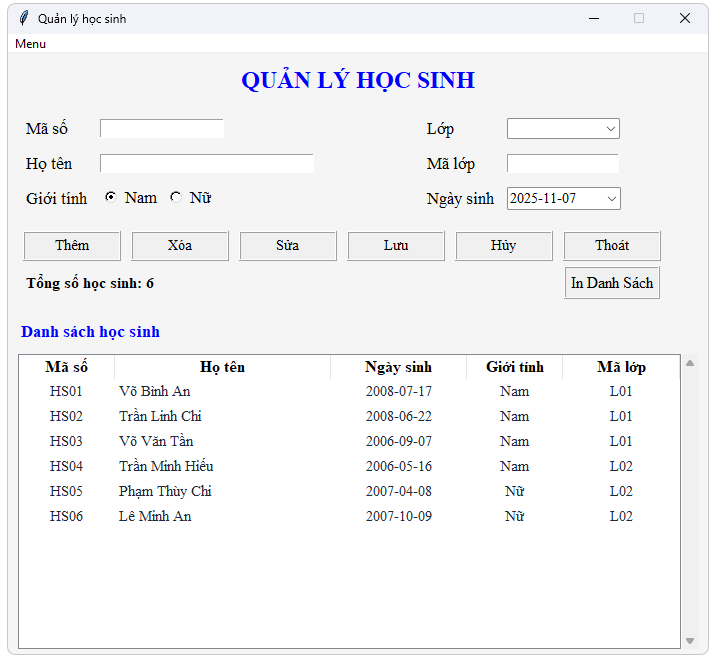 Quản lý học sinh
Menu
QUẢN LÝ HỌC SINH
Mã số Lớp
Họ tên Mã lớp
Giới tính Nam Nữ Ngày sinh 2025-11-07
Thêm Xóa Sửa Lưu Hủy Thoát
Tổng số học sinh: 6 In Danh Sách
Danh sách học sinh
Mã số Họ tên Ngày sinh Giới tính Mã lớp
HS01 Võ Bình An 2008-07-17 Nam L01
HS02 Trần Linh Chi 2008-06-22 Nam L01
HS03 Võ Văn Tần 2006-09-07 Nam L01
HS04 Trần Minh Hiếu 2006-05-16 Nam L02
HS05 Phạm Thùy Chi 2007-04-08 Nữ L02
HS06 Lê Minh An 2007-10-09 Nữ L02